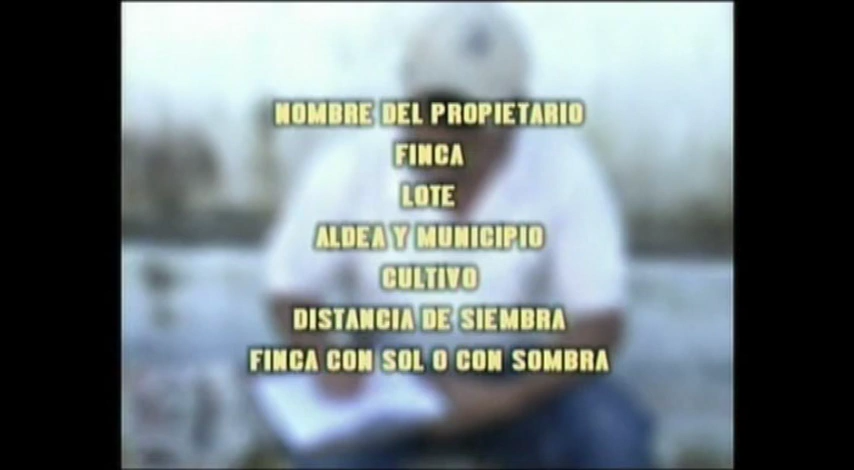 NOMBRE DEL PROPIETARIO
FINCA
LOTE
ALDEA Y MUNICIPIO
CULTIVO
DISTANCIA DE SIEMBRA
FINCA CON SOL O CON SOMBRA